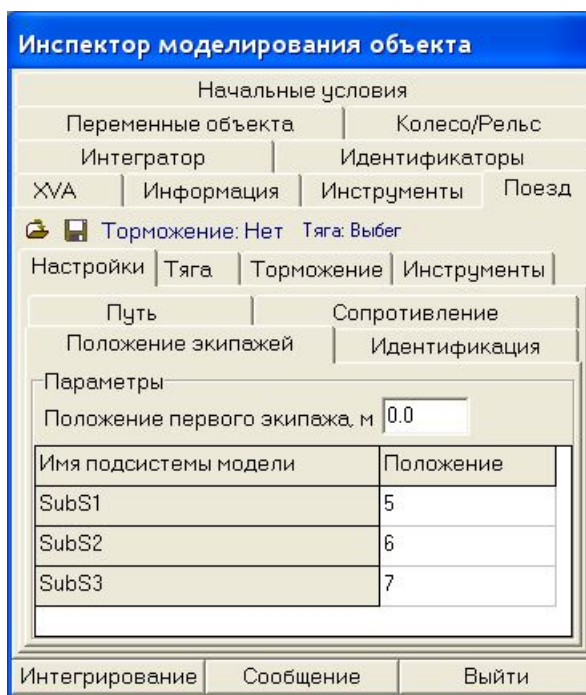 Инспектор моделирования объекта
Начальные условия
Переменные объекта Колесо/Рельс
Интегратор Идентификаторы
XVA Информация Инструменты Поезд
Торможение: Нет Тяга: Выбег
Настройки Тяга Торможение Инструменты
Путь Сопротивление
Положение экипажей Идентификация
Параметры
Положение первого экипажа, м 0.0
Имя подсистемы модели Положение
SubS1 5
SubS2 6
SubS3 7
Интегрирование Сообщение Выйти